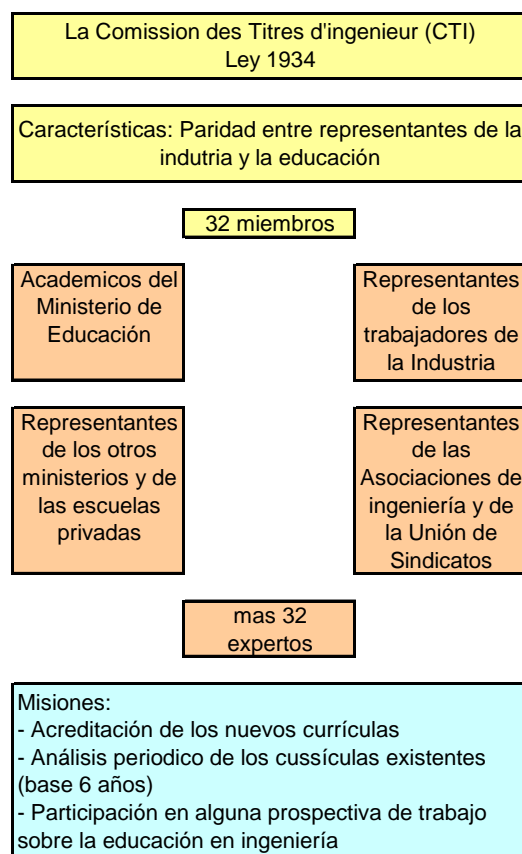 La Comission des Titres d'ingenieur (CTI)
Ley 1934
Características: Paridad entre representantes de la
indutria y la educación
32 miembros
Academicos del
Ministerio de
Educación
Representantes
de los
trabajadores de
la Industria
Representantes
de los otros
ministerios y de
las escuelas
privadas
Representantes
de las
Asociaciones de
ingeniería y de
la Unión de
Sindicatos
mas 32
expertos
Misiones:
- Acreditación de los nuevos currículas
- Análisis periodico de los cussículas existentes
(base 6 años)
- Participación en alguna prospectiva de trabajo
sobre la educación en ingeniería